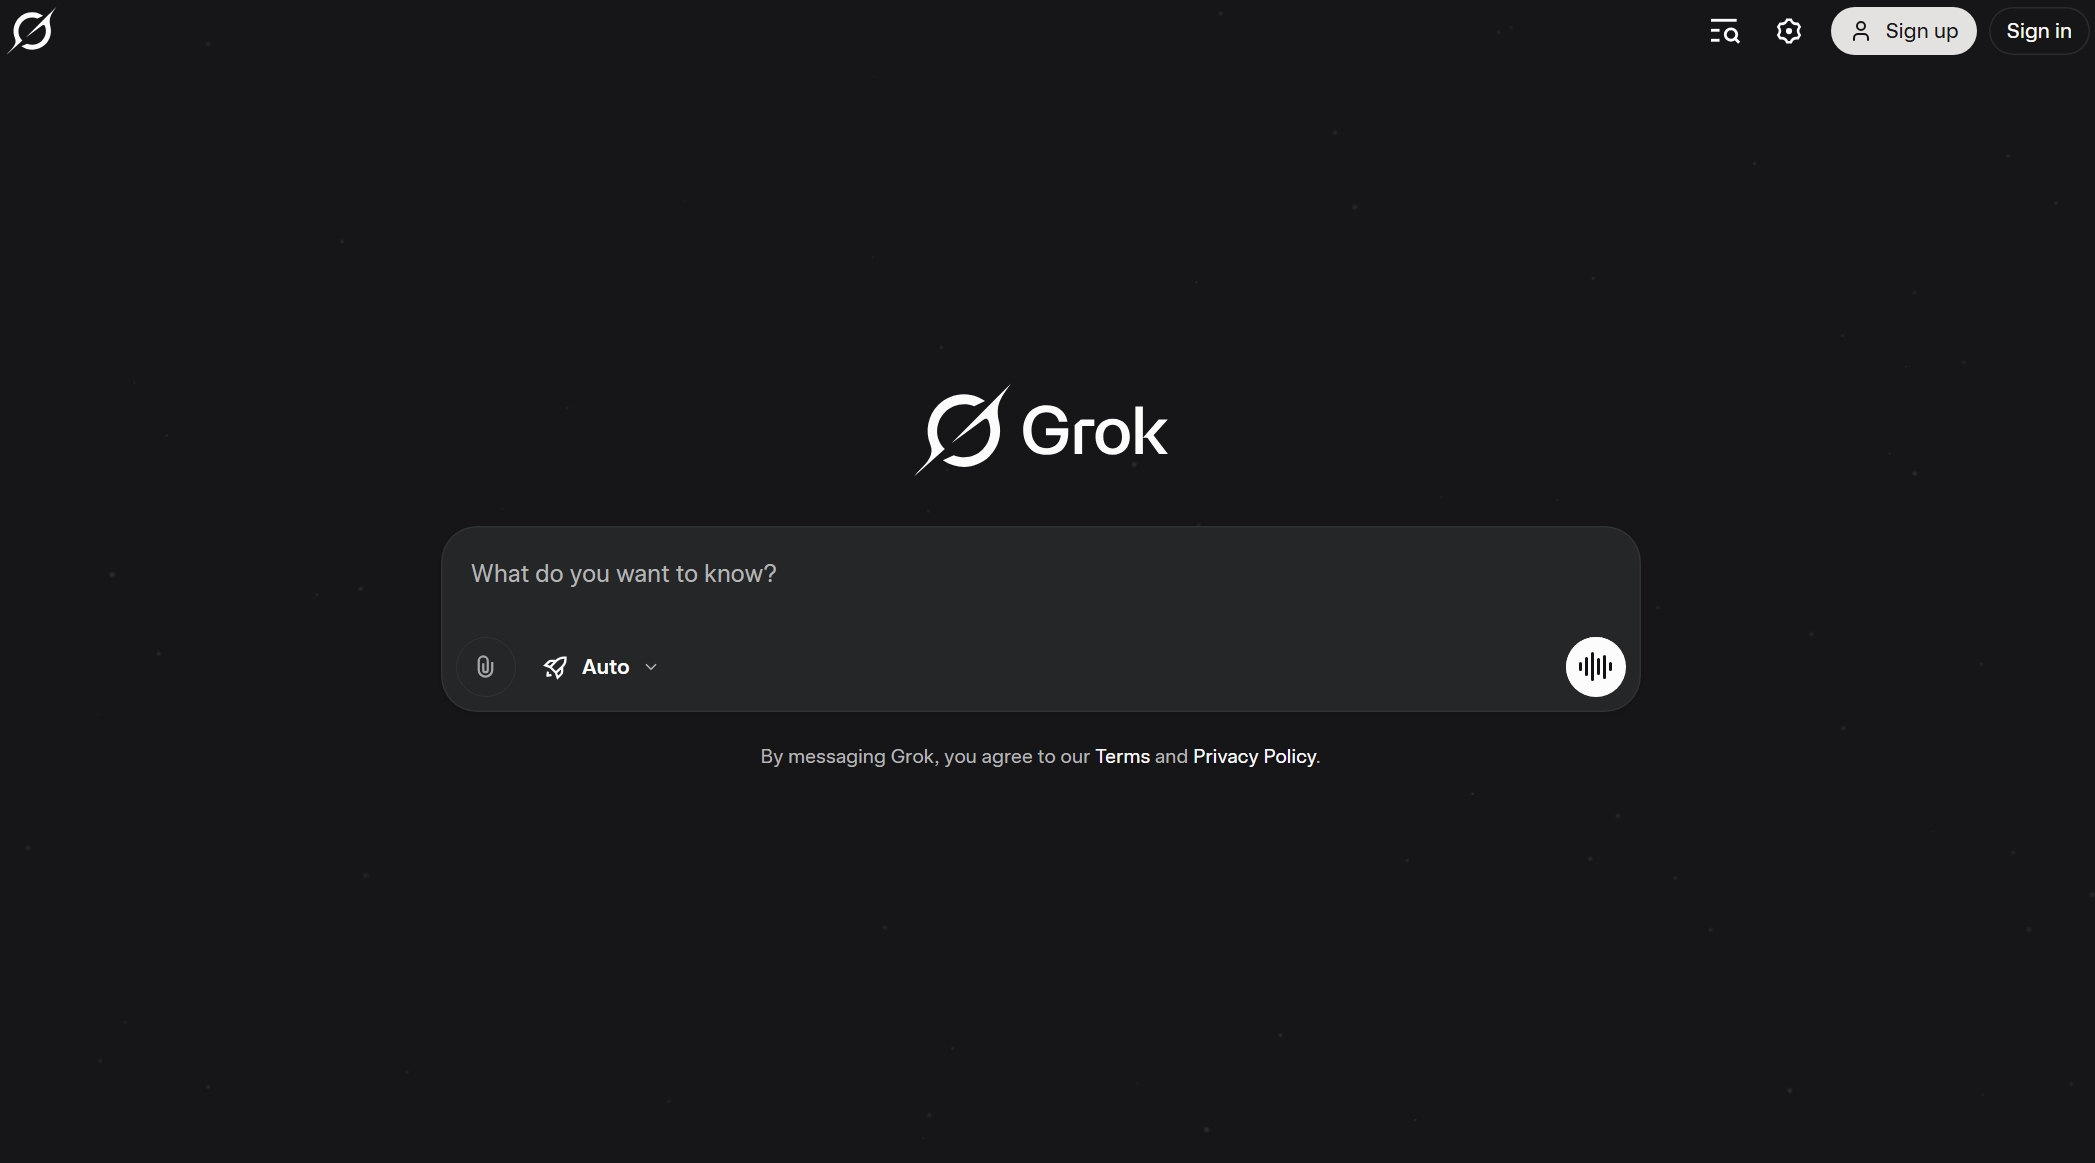 Sign up
Sign in
Grok
What do you want to know?
Auto
By messaging Grok, you agree to our Terms and Privacy Policy.